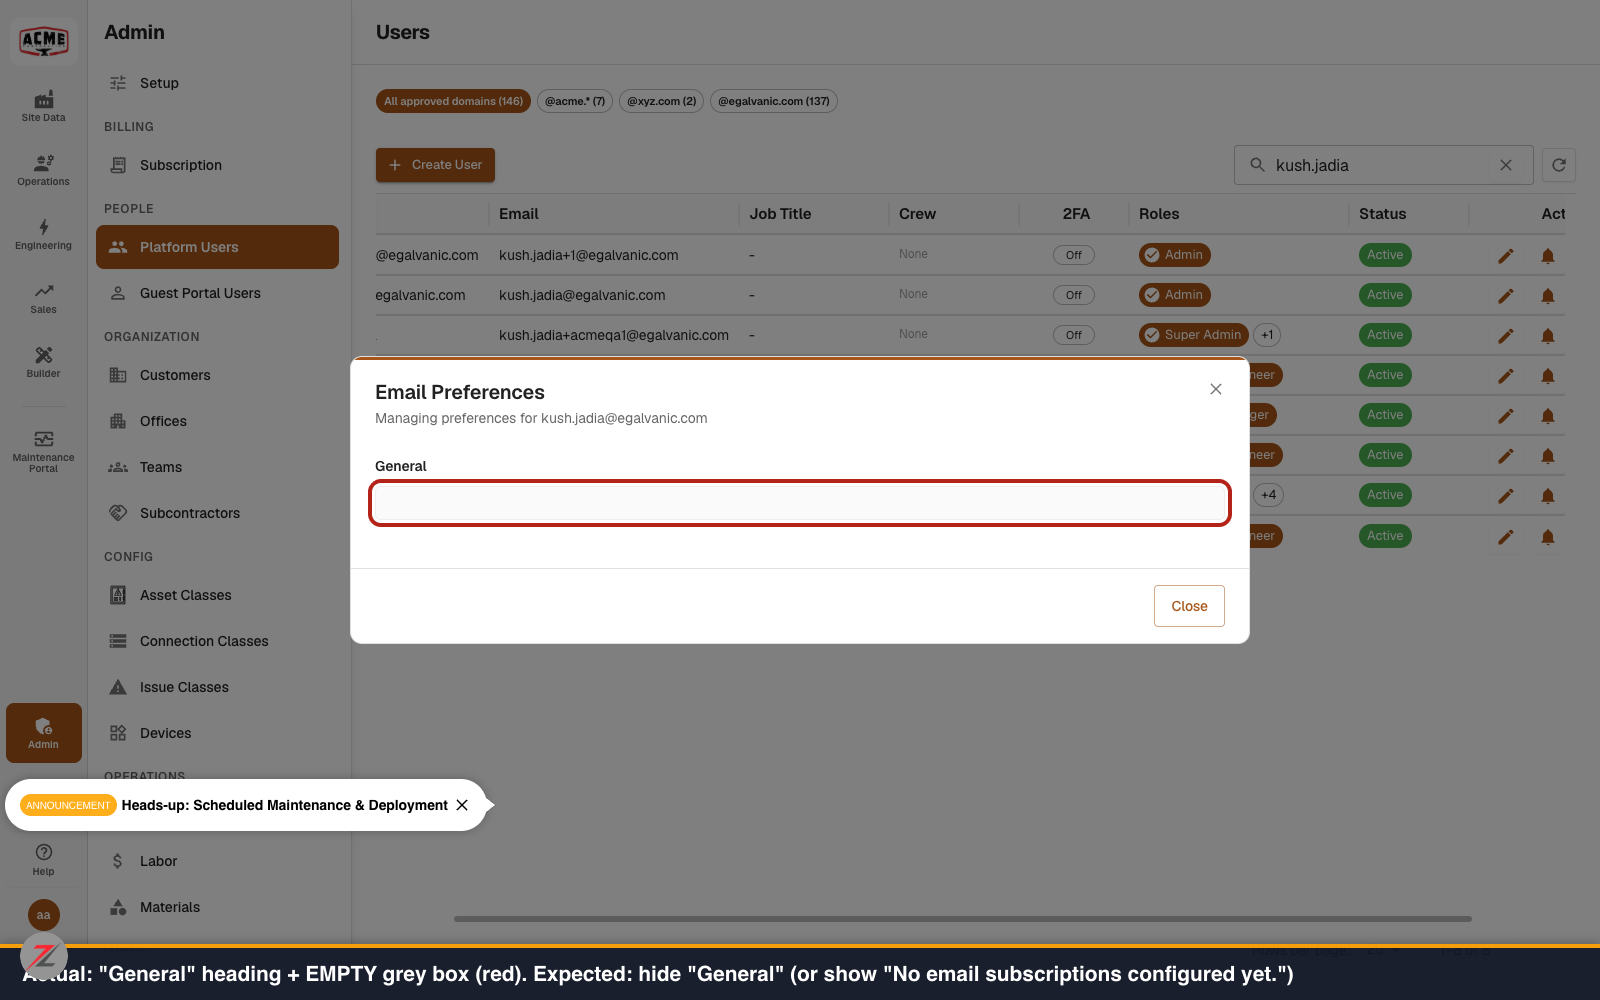 ACME
Site Data
Operations
Engineering
Sales
Builder
Maintenance
Portal
Admin
Help
aa
Admin
Setup
BILLING
Subscription
PEOPLE
Platform Users
Guest Portal Users
ORGANIZATION
Customers
Offices
Teams
Subcontractors
CONFIG
Asset Classes
Connection Classes
Issue Classes
Devices
OPERATIONS
Labor
Materials
Users
All approved domains (146) @acme.* (7) @xyz.com (2) @egalvanic.com (137)
+ Create User
kush.jadia
Email Job Title Crew 2FA Roles Status Act
@egalvanic.com kush.jadia+1@egalvanic.com - None Off Admin Active
egalvanic.com kush.jadia@egalvanic.com - None Off Admin Active
kush.jadia+acmeqa1@egalvanic.com - None Off Super Admin +1 Active
neer Active
ger Active
neer Active
+4 Active
neer Active
Email Preferences
Managing preferences for kush.jadia@egalvanic.com
General
Close
ANNOUNCEMENT Heads-up: Scheduled Maintenance & Deployment
Actual: "General" heading + EMPTY grey box (red). Expected: hide "General" (or show "No email subscriptions configured yet.")